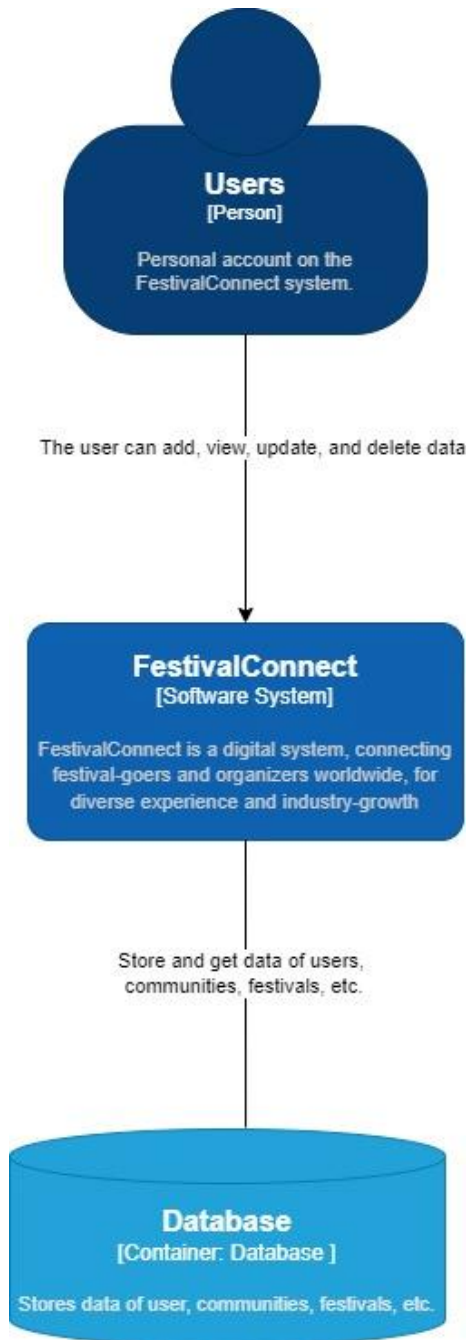 Users
[Person]
Personal account on the
FestivalConnect system.
The user can add, view, update, and delete data
FestivalConnect
[Software System]
FestivalConnect is a digital system, connecting
festival-goers and organizers worldwide, for
diverse experience and industry-growth
Store and get data of users,
communities, festivals, etc.
Database
[Container: Database ]
Stores data of user, communities, festivals, etc.